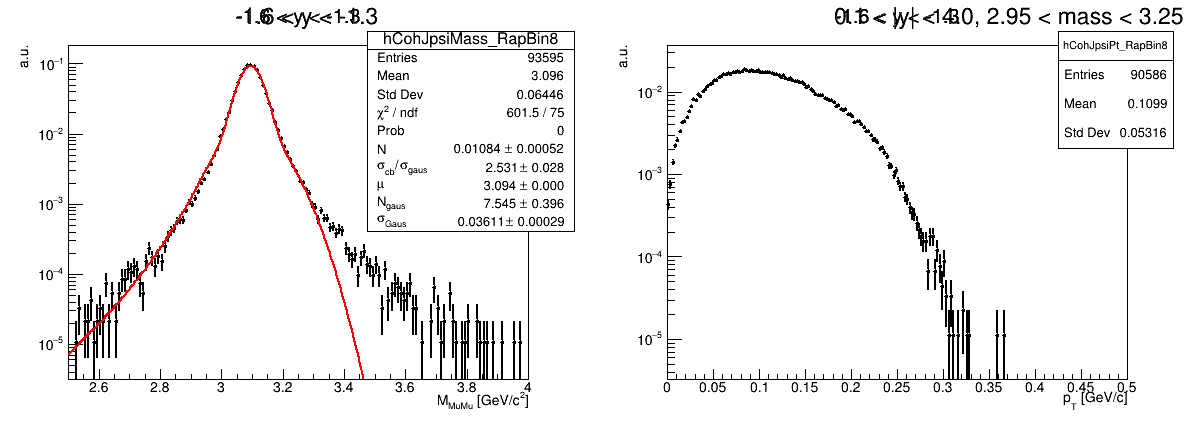 a.u.
hCohJpsiMass_RapBin8
Entries 93595
Mean 3.096
Std Dev 0.06446
χ² / ndf 601.5 / 75
Prob 0
N 0.01084 ± 0.00052
σcb/σgaus 2.531 ± 0.028
μ 3.094 ± 0.000
Ngaus 7.545 ± 0.396
σGaus 0.03611 ± 0.00029
10⁻¹
10⁻²
10⁻³
10⁻⁴
10⁻⁵
2.6 2.8 3 3.2 3.4 3.6 3.8 4
MMuMu [GeV/c²]
, 2.95 < mass < 3.25
a.u.
hCohJpsiPt_RapBin8
Entries 90586
Mean 0.1099
Std Dev 0.05316
10⁻²
10⁻³
10⁻⁴
10⁻⁵
0 0.05 0.1 0.15 0.2 0.25 0.3 0.35 0.4 0.45 0.5
pT [GeV/c]